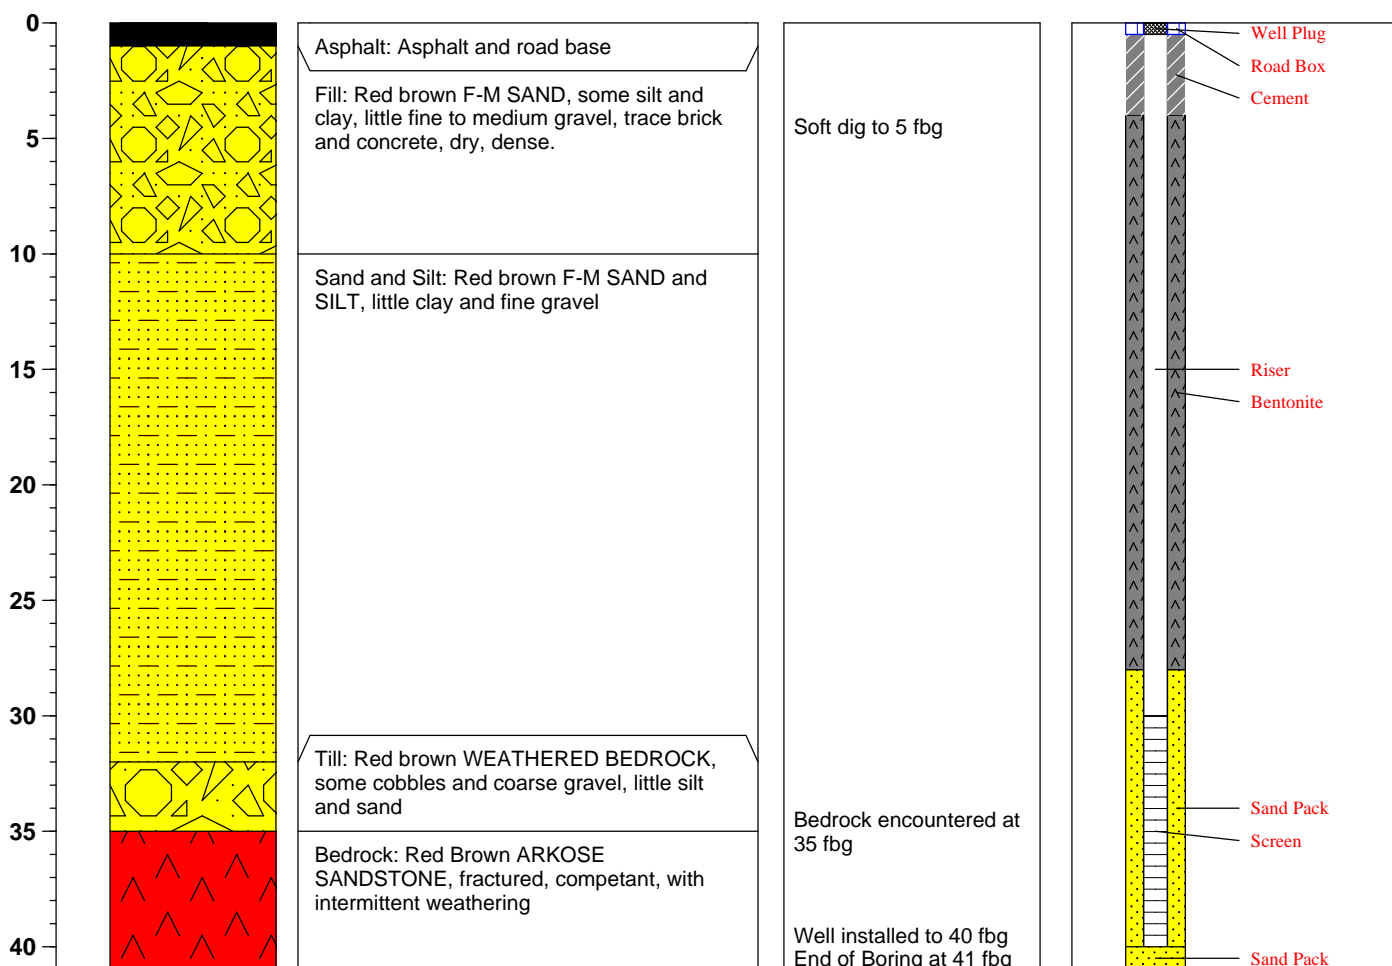 0
5
10
15
20
25
30
35
40
Asphalt: Asphalt and road base
Fill: Red brown F-M SAND, some silt and
clay, little fine to medium gravel, trace brick
and concrete, dry, dense.
Sand and Silt: Red brown F-M SAND and
SILT, little clay and fine gravel
Till: Red brown WEATHERED BEDROCK,
some cobbles and coarse gravel, little silt
and sand
Bedrock: Red Brown ARKOSE
SANDSTONE, fractured, competant, with
intermittent weathering
Soft dig to 5 fbg
Bedrock encountered at
35 fbg
Well installed to 40 fbg
End of Boring at 41 fbg
Well Plug
Road Box
Cement
Riser
Bentonite
Sand Pack
Screen
Sand Pack